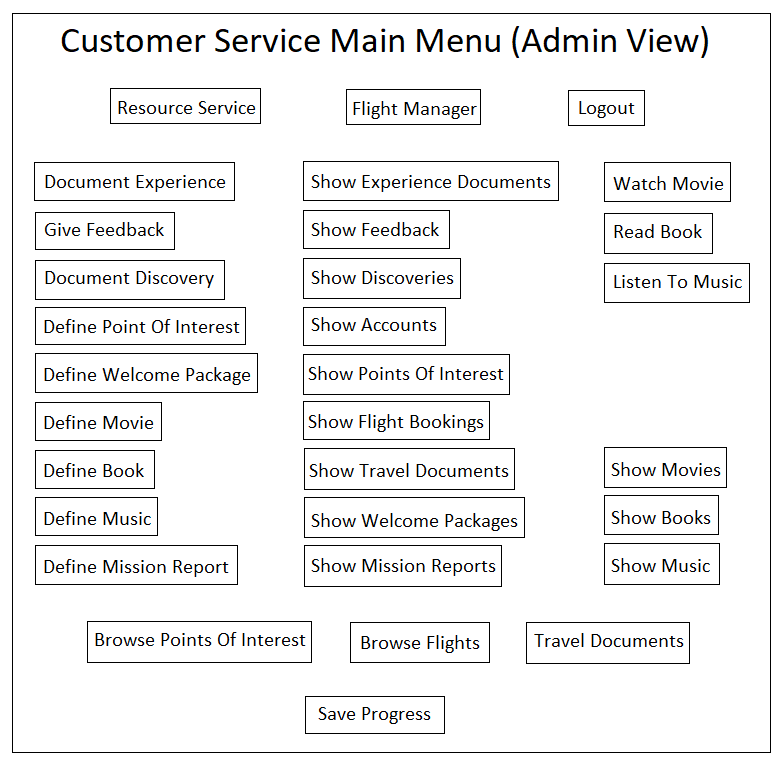 Customer Service Main Menu (Admin View)
Resource Service
Flight Manager
Logout
Document Experience
Show Experience Documents
Watch Movie
Give Feedback
Show Feedback
Read Book
Document Discovery
Show Discoveries
Listen To Music
Define Point Of Interest
Show Accounts
Define Welcome Package
Show Points Of Interest
Define Movie
Show Flight Bookings
Define Book
Show Travel Documents
Show Movies
Define Music
Show Welcome Packages
Show Books
Define Mission Report
Show Mission Reports
Show Music
Browse Points Of Interest
Browse Flights
Travel Documents
Save Progress